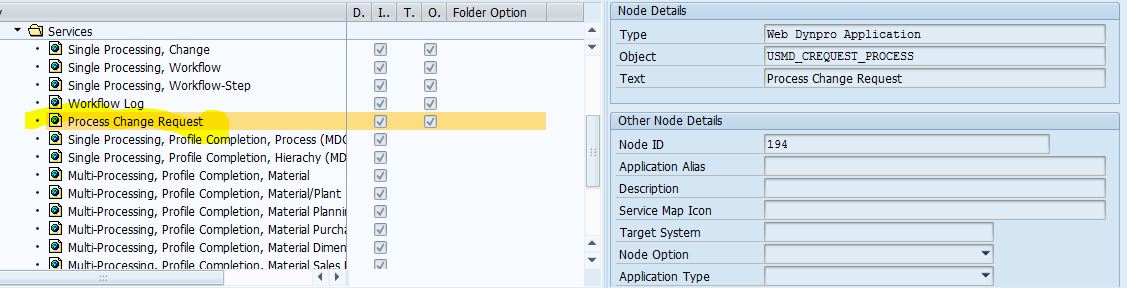 D. I.. T. O. Folder Option
Services
Single Processing, Change
Single Processing, Workflow
Single Processing, Workflow-Step
Workflow Log
Process Change Request
Single Processing, Profile Completion, Process (MDG
Single Processing, Profile Completion, Hierachy (MD
Multi-Processing, Profile Completion, Material
Multi-Processing, Profile Completion, Material/Plant
Multi-Processing, Profile Completion, Material Plannin
Multi-Processing, Profile Completion, Material Purcha
Multi-Processing, Profile Completion, Material Dimen
Multi-Processing, Profile Completion, Material Sales
Node Details
Type Web Dynpro Application
Object USMD_CREQUEST_PROCESS
Text Process Change Request
Other Node Details
Node ID 194
Application Alias
Description
Service Map Icon
Target System
Node Option
Application Type